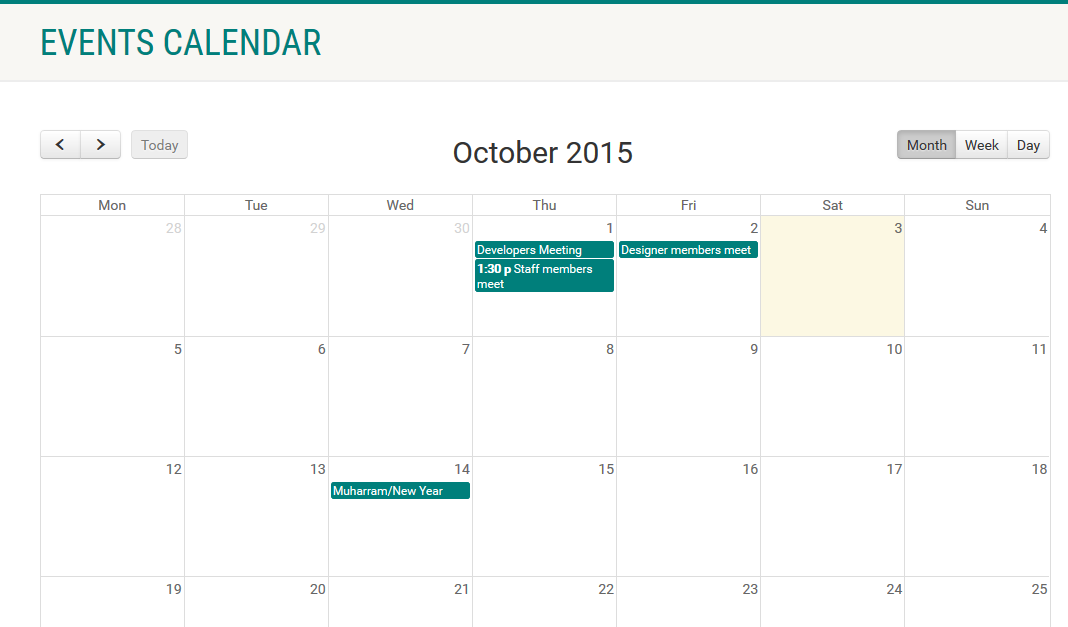 EVENTS CALENDAR
Today
October 2015
Month Week Day
Mon Tue Wed Thu Fri Sat Sun
28 29 30 1 2 3 4
Developers Meeting
1:30 p Staff members
meet
Designer members meet
5 6 7 8 9 10 11
12 13 14 15 16 17 18
Muharram/New Year
19 20 21 22 23 24 25